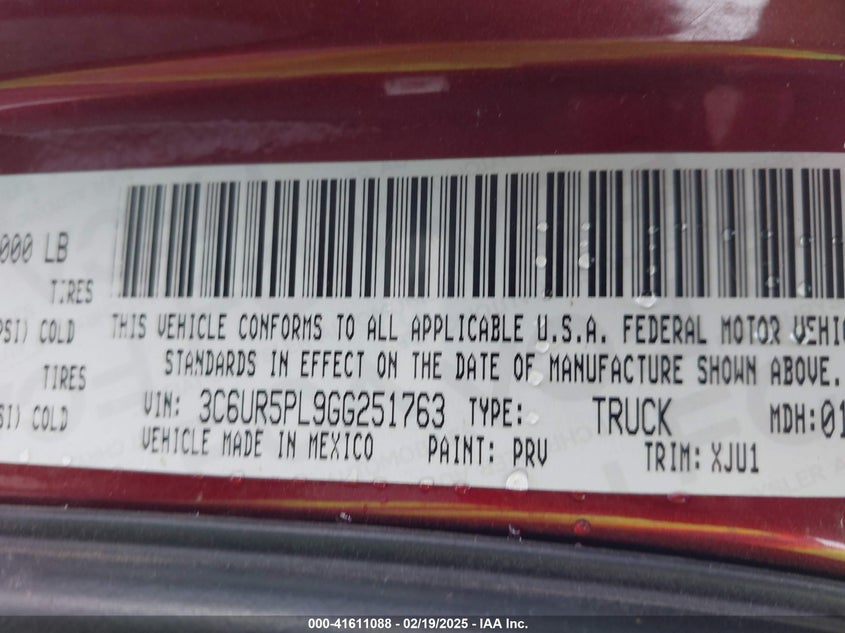 000 LB
TIRES
PSI) COLD
TIRES
SI) COLD
THIS VEHICLE CONFORMS TO ALL APPLICABLE U.S.A. FEDERAL MOTOR VEHIC
STANDARDS IN EFFECT ON THE DATE OF MANUFACTURE SHOWN ABOVE.
VIN: 3C6UR5PL9GG251763 TYPE: TRUCK MDH:01
VEHICLE MADE IN MEXICO PAINT: PRV TRIM: XJU1
000-41611088 - 02/19/2025 - IAA Inc.